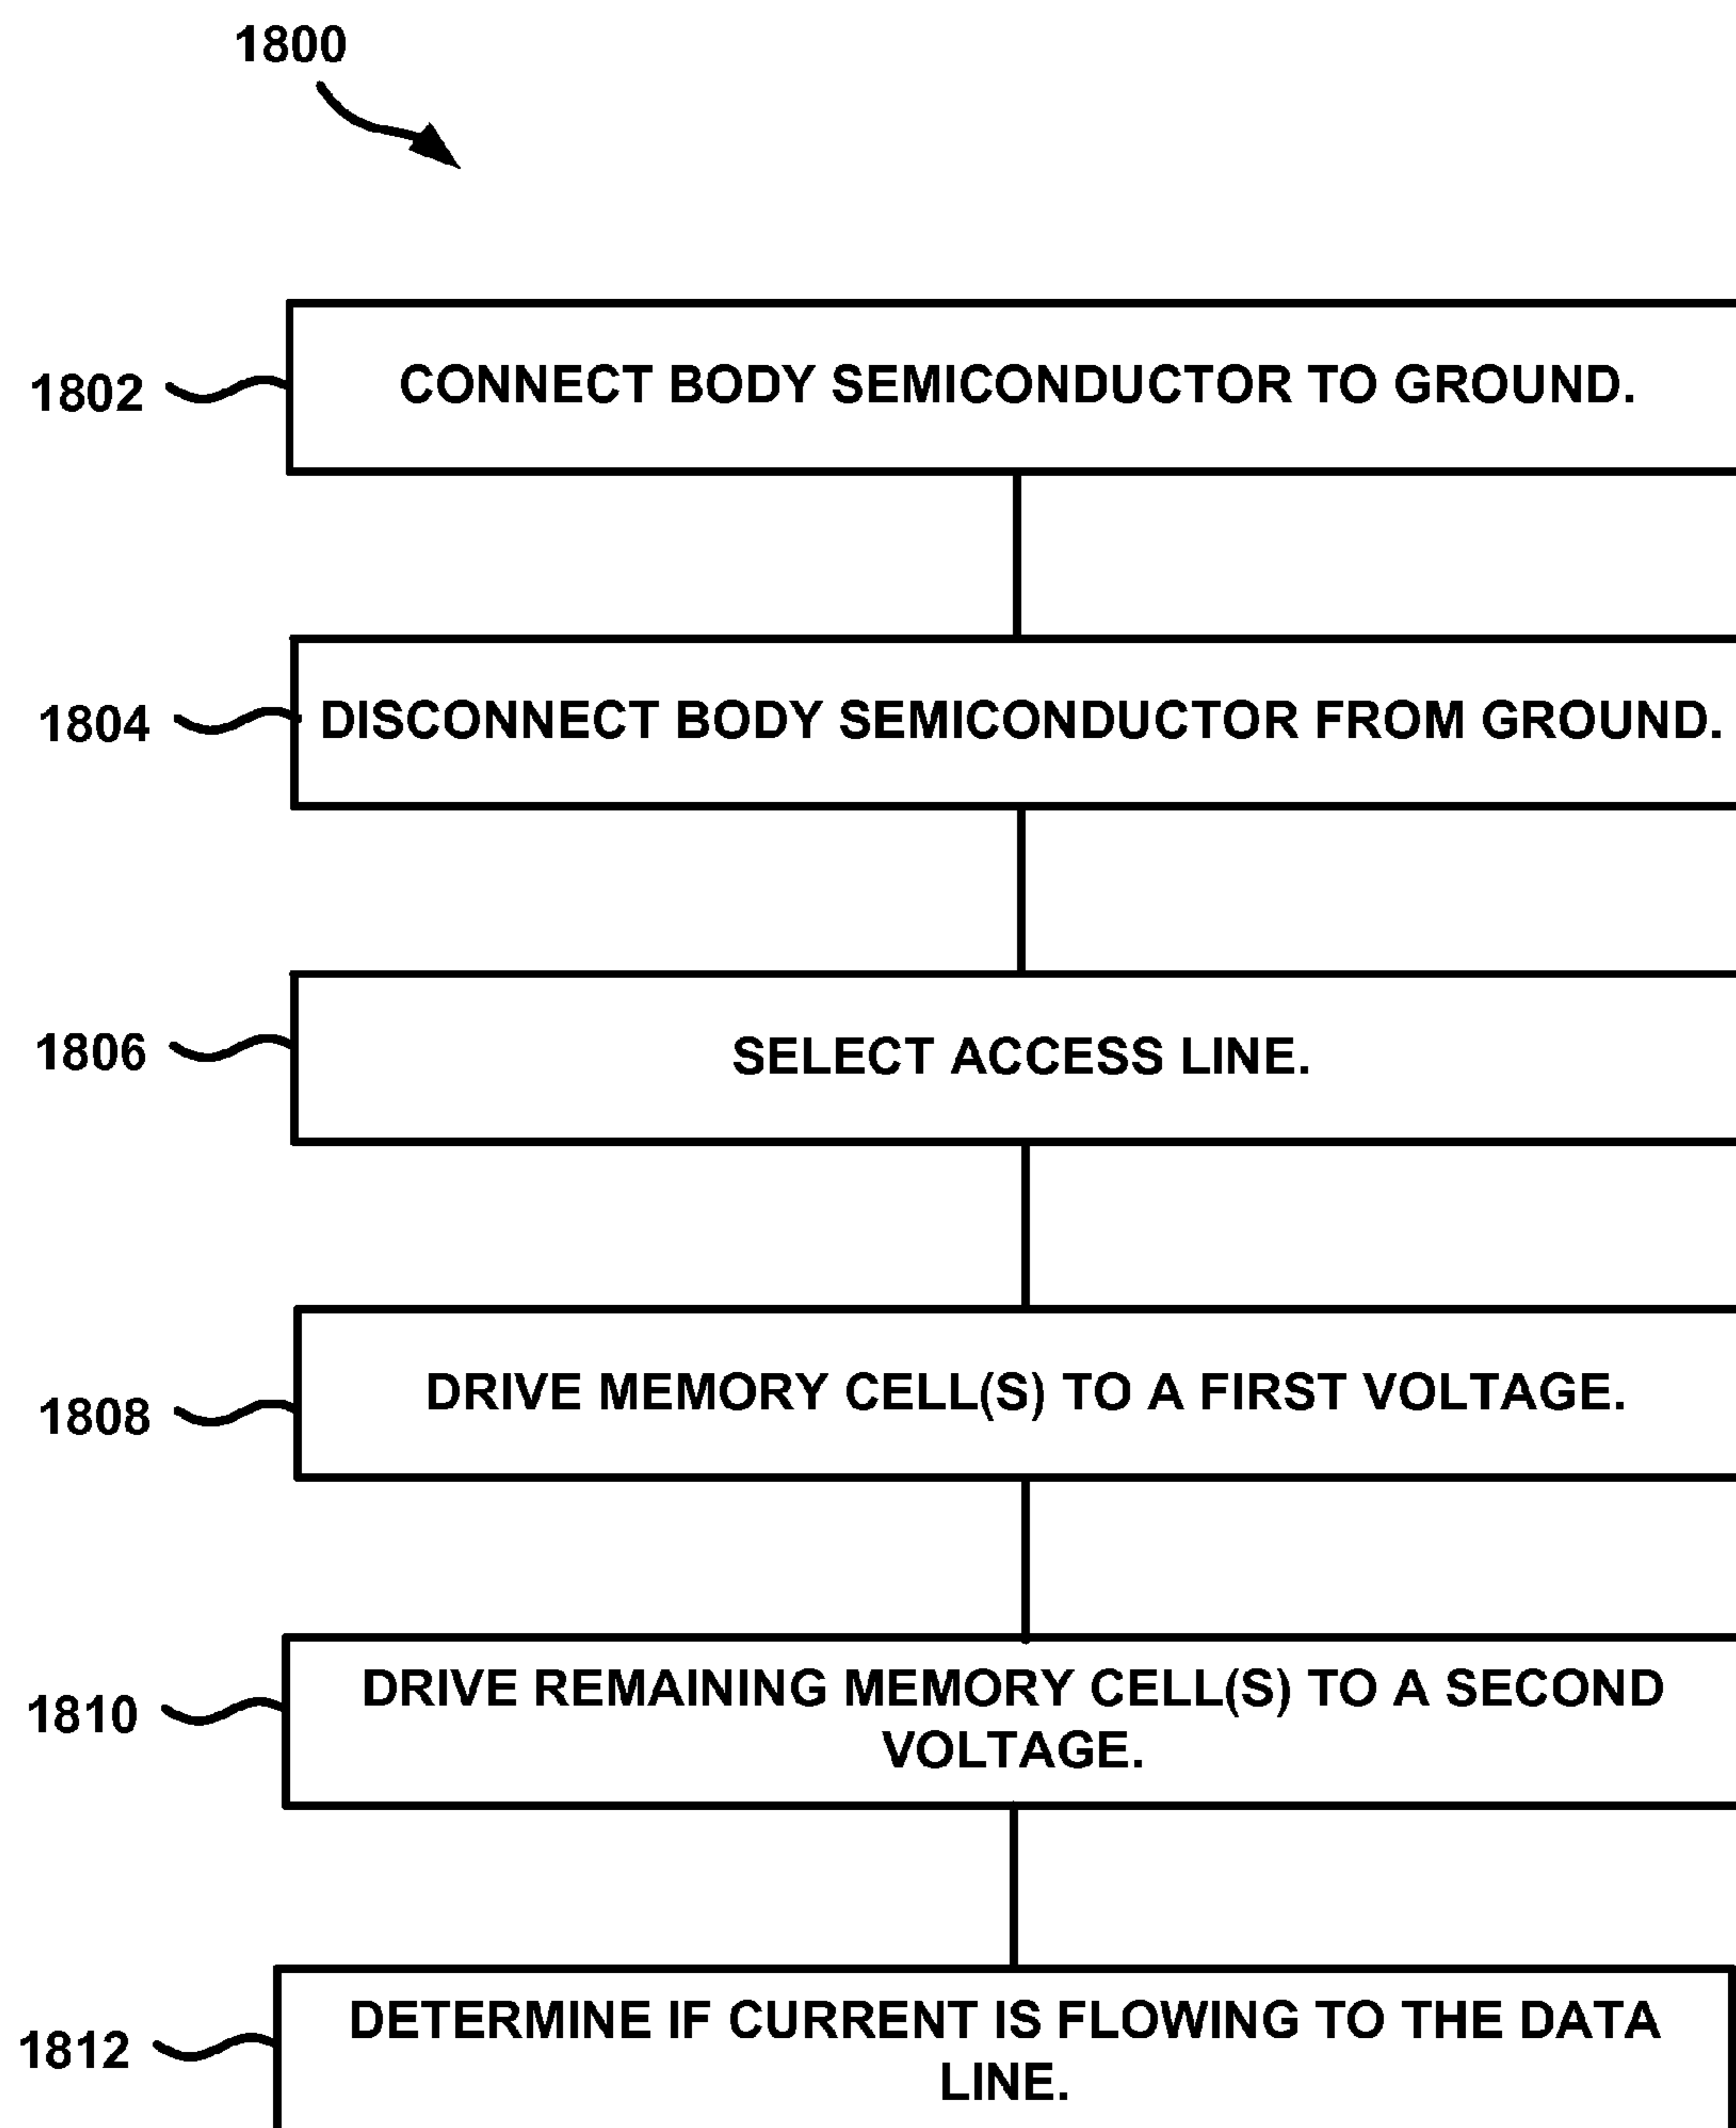 1800
1802
CONNECT BODY SEMICONDUCTOR TO GROUND.
1804
DISCONNECT BODY SEMICONDUCTOR FROM GROUND.
1806
SELECT ACCESS LINE.
1808
DRIVE MEMORY CELL(S) TO A FIRST VOLTAGE.
1810
DRIVE REMAINING MEMORY CELL(S) TO A SECOND
VOLTAGE.
1812
DETERMINE IF CURRENT IS FLOWING TO THE DATA
LINE.